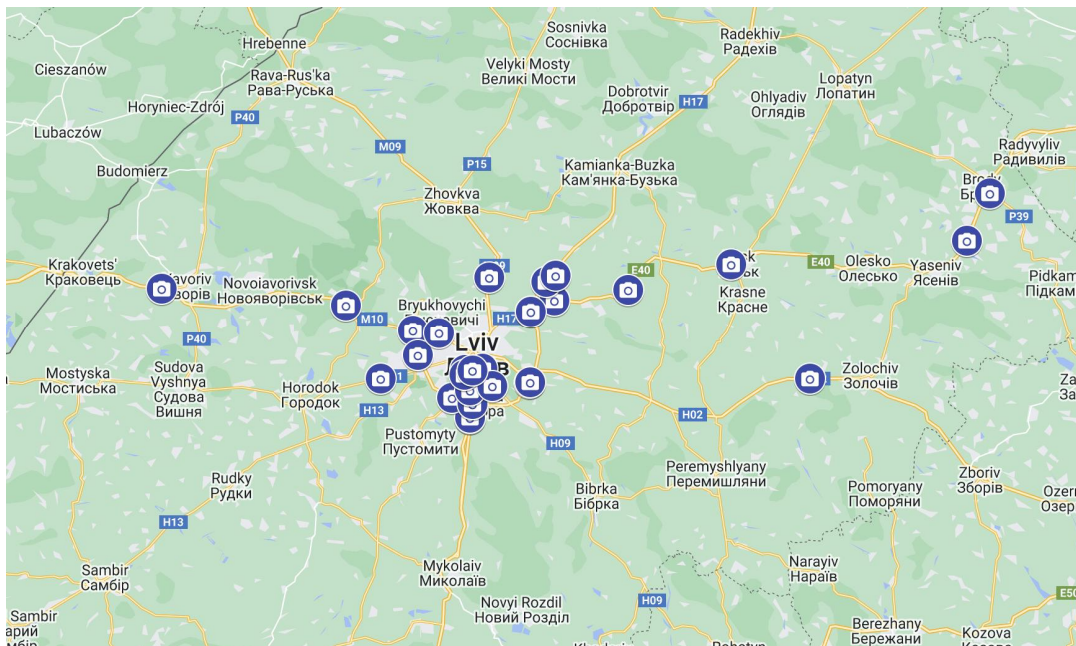 Sosnivka
Соснівка
Radekhiv
Радехів
Hrebenne
Cieszanów
Velyki Mosty
Великі Мости
Rava-Rus'ka
Рава-Руська
Lopatyn
Лопатин
Dobrotvir
Добротвір
Ohlyadiv
Оглядів
H17
Horyniec-Zdrój
P40
Lubaczów
M09
Radyvyliv
Радивилів
P15
Kamianka-Buzka
Кам'янка-Бузька
Budomierz
Zhovkva
Жовква
Brody
P39
Krakovets'
Краковець
Novoiavorivsk
Новояворівськ
E40
E40
Olesko
Олесько
Yaseniv
Ясенів
Krasne
Красне
Bryukhovychi
M10
H17
Lviv
P40
Mostyska
Мостиська
Sudova
Vyshnya
Судова
Вишня
Horodok
Городок
H13
Zolochiv
Золочів
H02
Pustomyty
Пустомити
H09
Peremyshlyany
Перемишляни
Rudky
Рудки
Bibrka
Бібрка
Pomoryany
Поморяни
Zboriv
Зборів
H13
Sambir
Самбір
Mykolaiv
Миколаїв
Narayiv
Нараїв
Novyi Rozdil
Новий Розділ
H09
Berezhany
Бережани
Kozova
Sambir